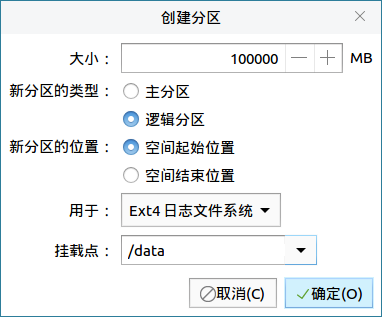 创建分区
大小： 100000 MB
新分区的类型： 主分区
逻辑分区
新分区的位置： 空间起始位置
空间结束位置
用于： Ext4 日志文件系统
挂载点： /data
取消(C) 确定(O)